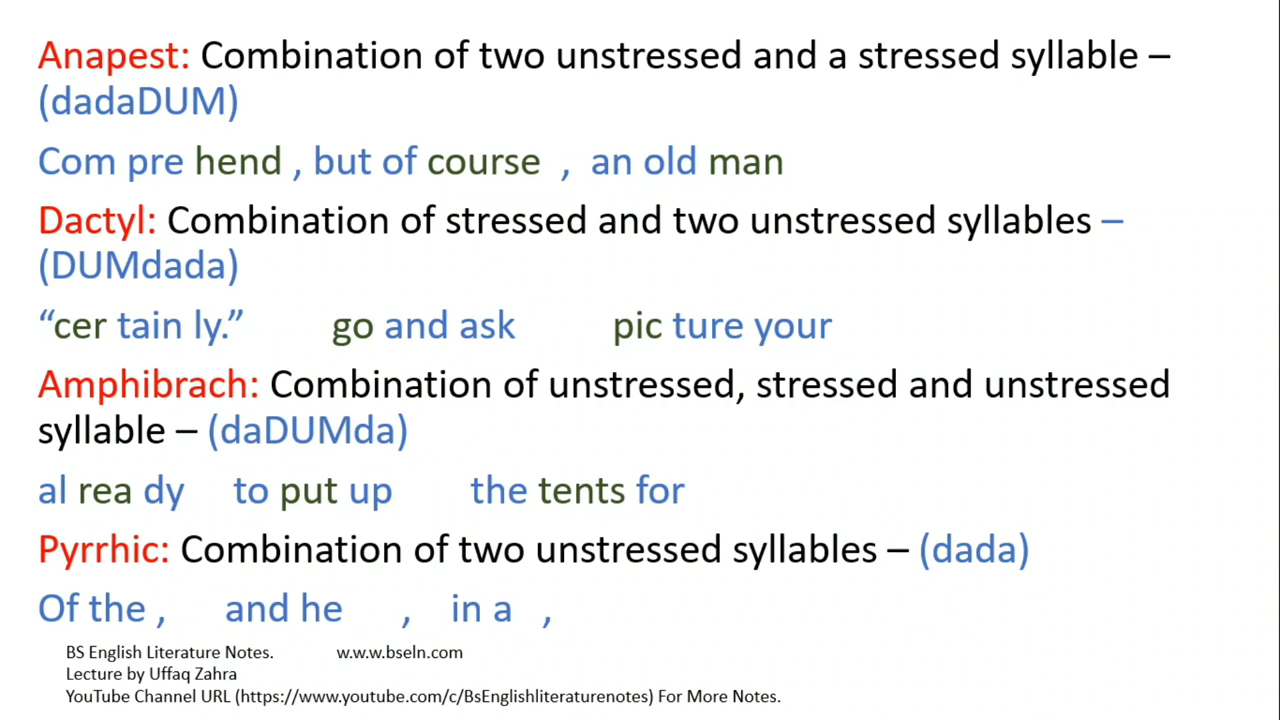 Anapest: Combination of two unstressed and a stressed syllable –
(dadaDUM)
Com pre hend , but of course , an old man
Dactyl: Combination of stressed and two unstressed syllables –
(DUMdada)
“cer tain ly.” go and ask pic ture your
Amphibrach: Combination of unstressed, stressed and unstressed
syllable – (daDUMda)
al rea dy to put up the tents for
Pyrrhic: Combination of two unstressed syllables – (dada)
Of the , and he , in a ,
BS English Literature Notes. w.w.w.bseln.com
Lecture by Uffaq Zahra
YouTube Channel URL (https://www.youtube.com/c/BsEnglishliteraturenotes) For More Notes.